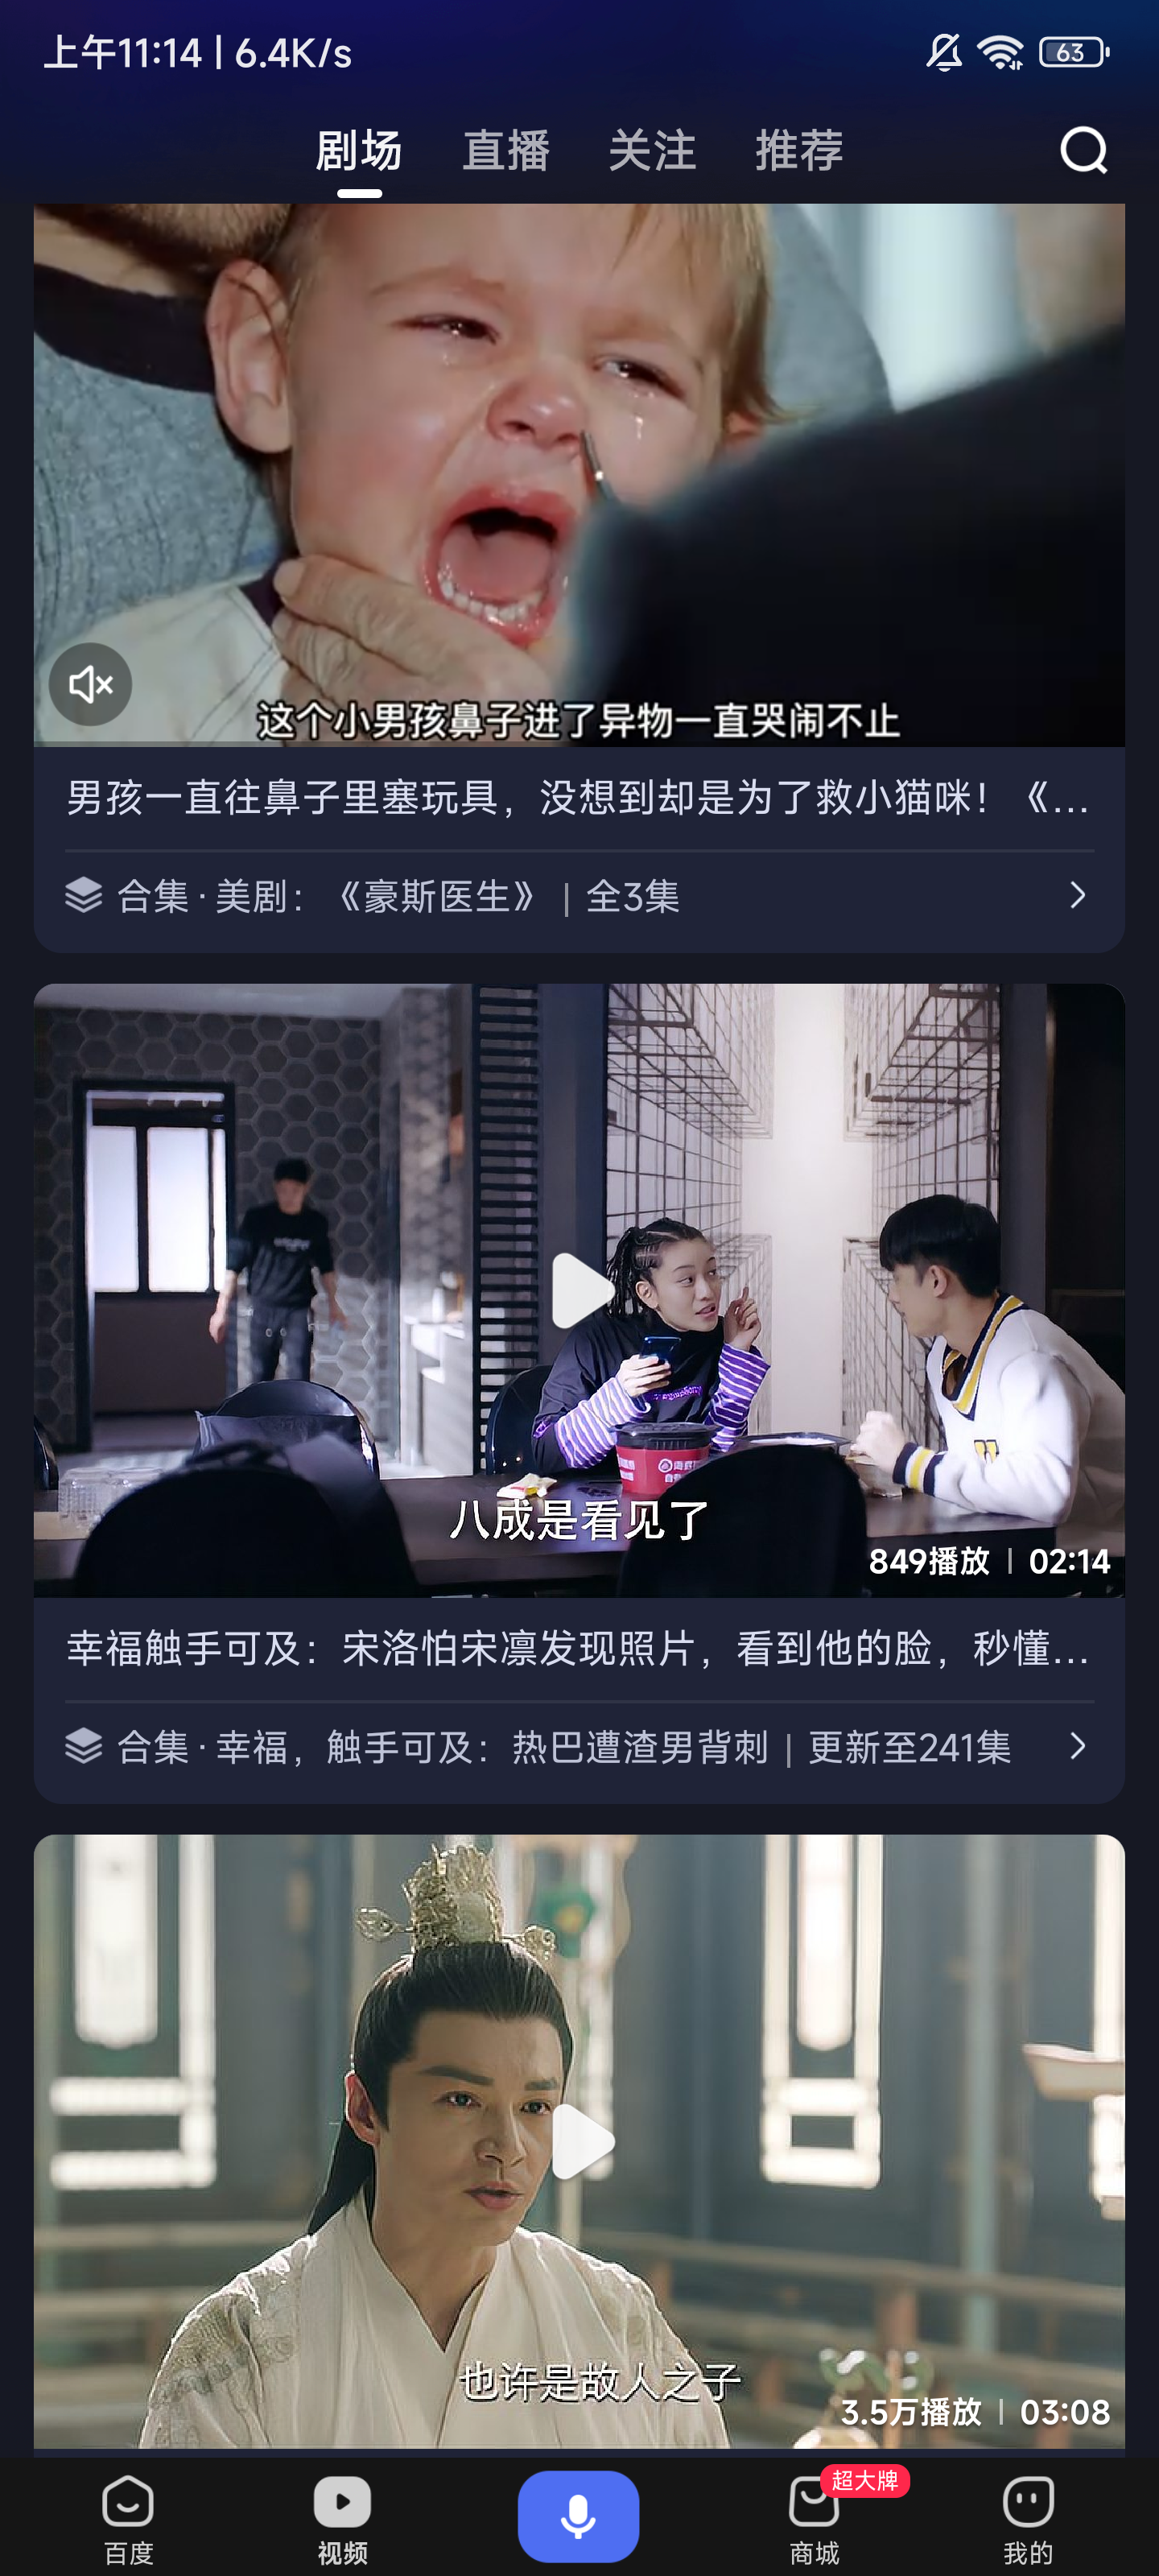 上午11:14 | 6.4K/s
63
剧场 直播 关注 推荐
这个小男孩鼻子进了异物一直哭闹不止
男孩一直往鼻子里塞玩具，没想到却是为了救小猫咪！《...
合集 · 美剧：《豪斯医生》 | 全3集
八成是看见了
849播放 | 02:14
幸福触手可及：宋洛怕宋凛发现照片，看到他的脸，秒懂...
合集 · 幸福，触手可及：热巴遭渣男背刺 | 更新至241集
也许是故人之子
3.5万播放 | 03:08
超大牌
百度 视频 商城 我的